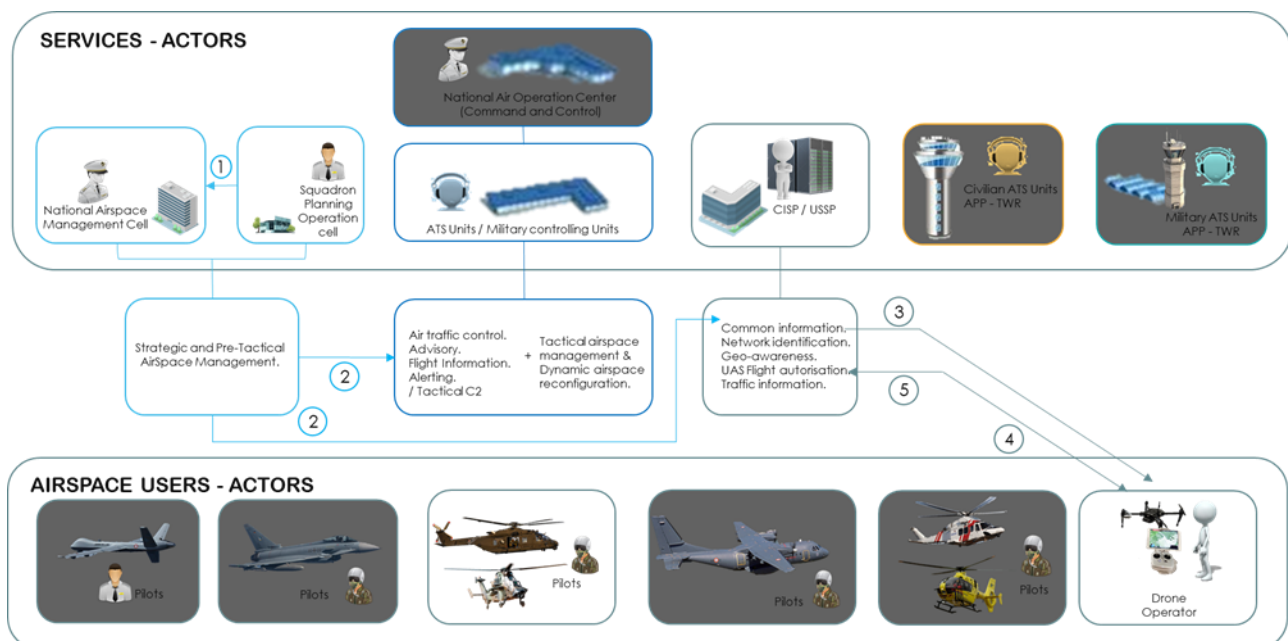 SERVICES - ACTORS
National Air Operation Center
(Command and Control)
1
National Airspace
Management Cell
Squadron
Planning
Operation
cell
ATS Units / Military controlling Units
CISP / USSP
Civilian ATS Units
APP - TWR
Military ATS Units
APP - TWR
Strategic and Pre-Tactical
AirSpace Management.
2
2
Air traffic control.
Advisory.
Flight Information.
Alerting.
/ Tactical C2
+
Tactical airspace
management &
Dynamic airspace
reconfiguration.
Common information.
Network identification.
Geo-awareness.
UAS Flight autorisation.
Traffic information.
3
5
4
AIRSPACE USERS - ACTORS
Pilots
Pilots
Pilots
Pilots
Pilots
Drone
Operator